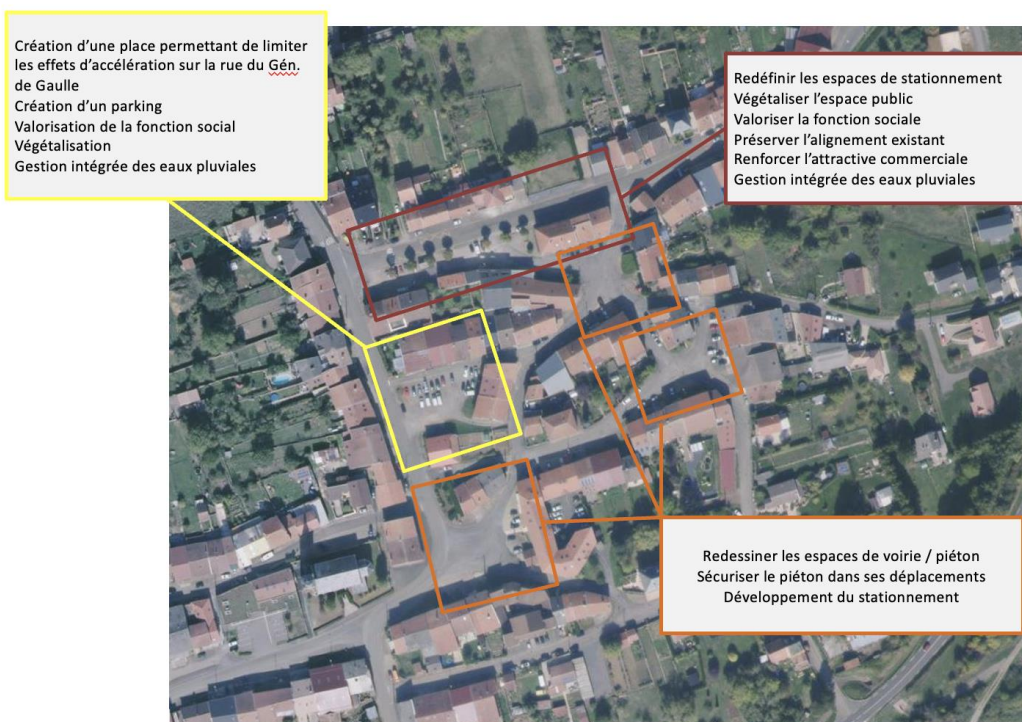 Création d'une place permettant de limiter
les effets d'accélération sur la rue du Gén.
de Gaulle
Création d'un parking
Valorisation de la fonction social
Végétalisation
Gestion intégrée des eaux pluviales
Redéfinir les espaces de stationnement
Végétaliser l'espace public
Valoriser la fonction sociale
Préserver l'alignement existant
Renforcer l'attractive commerciale
Gestion intégrée des eaux pluviales
Redessiner les espaces de voirie / piéton
Sécuriser le piéton dans ses déplacements
Développement du stationnement